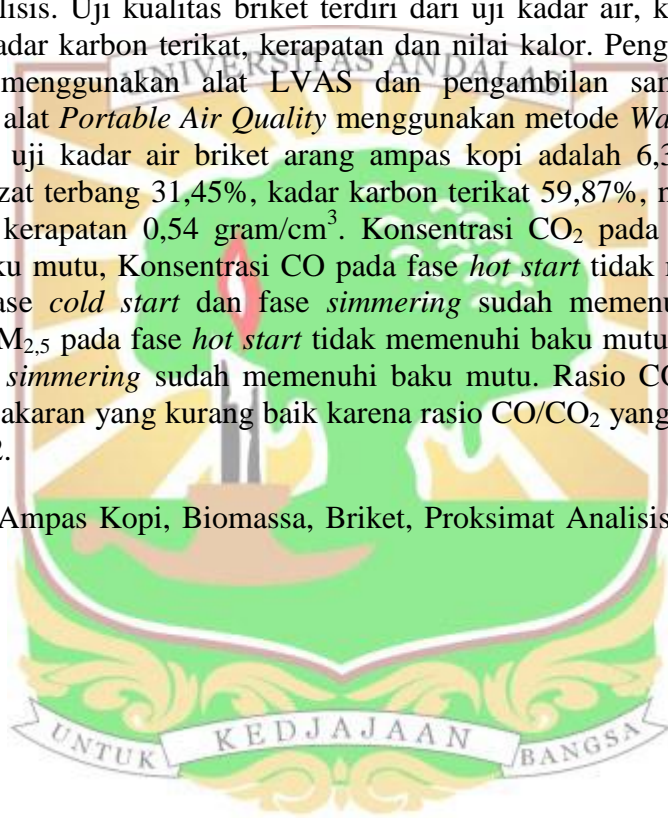 lisis. Uji kualitas briket terdiri dari uji kadar air, k
adar karbon terikat, kerapatan dan nilai kalor. Peng
menggunakan alat LVAS dan pengambilan sam
alat Portable Air Quality menggunakan metode Wa
uji kadar air briket arang ampas kopi adalah 6,3
zat terbang 31,45%, kadar karbon terikat 59,87%, n
kerapatan 0,54 gram/cm³. Konsentrasi CO₂ pada
ku mutu, Konsentrasi CO pada fase hot start tidak m
ase cold start dan fase simmering sudah memenu
M₂,₅ pada fase hot start tidak memenuhi baku mutu
simmering sudah memenuhi baku mutu. Rasio CO
akaran yang kurang baik karena rasio CO/CO₂ yang
2.
Ampas Kopi, Biomassa, Briket, Proksimat Analisis
UNIVERSITAS ANDALAS
UNTUK KEDJAJAAN BANGSA